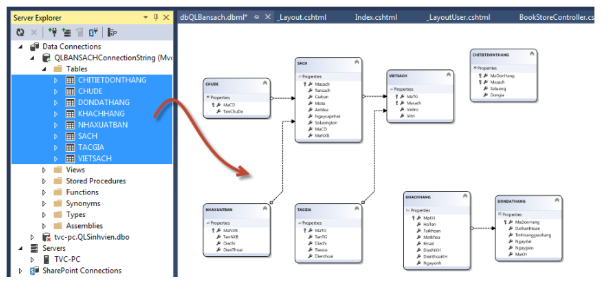 Server Explorer
Data Connections
QLBANSACHConnectionString (Mvc
Tables
CHITIETDONTHANG
CHUDE
DONDATHANG
KHACHHANG
NHAXUATBAN
SACH
TACGIA
VIETSACH
Views
Stored Procedures
Functions
Synonyms
Types
Assemblies
tvc-pc.QLSinhvien.dbo
Servers
TVC-PC
SharePoint Connections
dbQLBansach.dbml*
_Layout.cshtml
Index.cshtml
_LayoutUser.cshtml
BookStoreController.cs
CHUDE
Properties
MaCD
TenChuDe
SACH
Properties
Masach
Tensach
Giaban
Mota
Anhbia
Ngaycapnhat
Soluongton
MaCD
MaNXB
VIETSACH
Properties
MaTG
Masach
Vaitro
Vitri
CHITIETDONTHANG
Properties
MaDonHang
Masach
Soluong
Dongia
NHAXUATBAN
Properties
MaNXB
TenNXB
Diachi
DienThoai
TACGIA
Properties
MaTG
TenTG
Diachi
Tieusu
Dienthoai
KHACHHANG
Properties
MaKH
HoTen
Taikhoan
Matkhau
Email
DiachiKH
DienthoaiKH
Ngaysinh
DONDATHANG
Properties
MaDonHang
Dathanhtoan
Tinhtranggiaohang
Ngaydat
Ngaygiao
MaKH